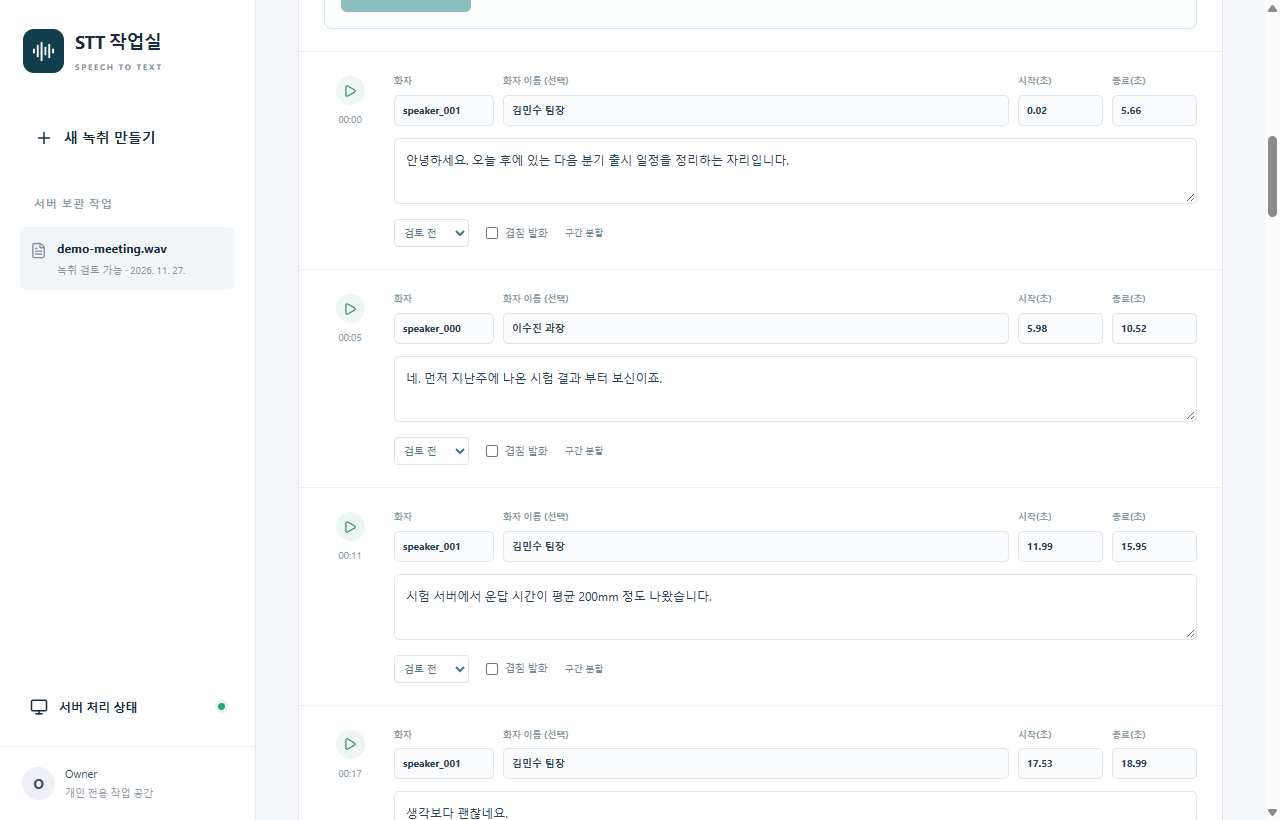 STT 작업실
SPEECH TO TEXT
새 녹취 만들기
서버 보관 작업
demo-meeting.wav
녹취 검토 가능 · 2026. 11. 27.
서버 처리 상태
O
Owner
개인 전용 작업 공간
화자 화자 이름 (선택) 시작(초) 종료(초)
speaker_001 김민수 팀장 0.02 5.66
00:00
안녕하세요. 오늘 후에 있는 다음 분기 출시 일정을 정리하는 자리입니다.
검토 전 겹침 발화 구간 분할
화자 화자 이름 (선택) 시작(초) 종료(초)
speaker_000 이수진 과장 5.98 10.52
00:05
네. 먼저 지난주에 나온 시험 결과 부터 보신이죠.
검토 전 겹침 발화 구간 분할
화자 화자 이름 (선택) 시작(초) 종료(초)
speaker_001 김민수 팀장 11.99 15.95
00:11
시험 서버에서 운답 시간이 평균 200mm 정도 나왔습니다.
검토 전 겹침 발화 구간 분할
화자 화자 이름 (선택) 시작(초) 종료(초)
speaker_001 김민수 팀장 17.53 18.99
00:17
생각보다 괜찮네요.